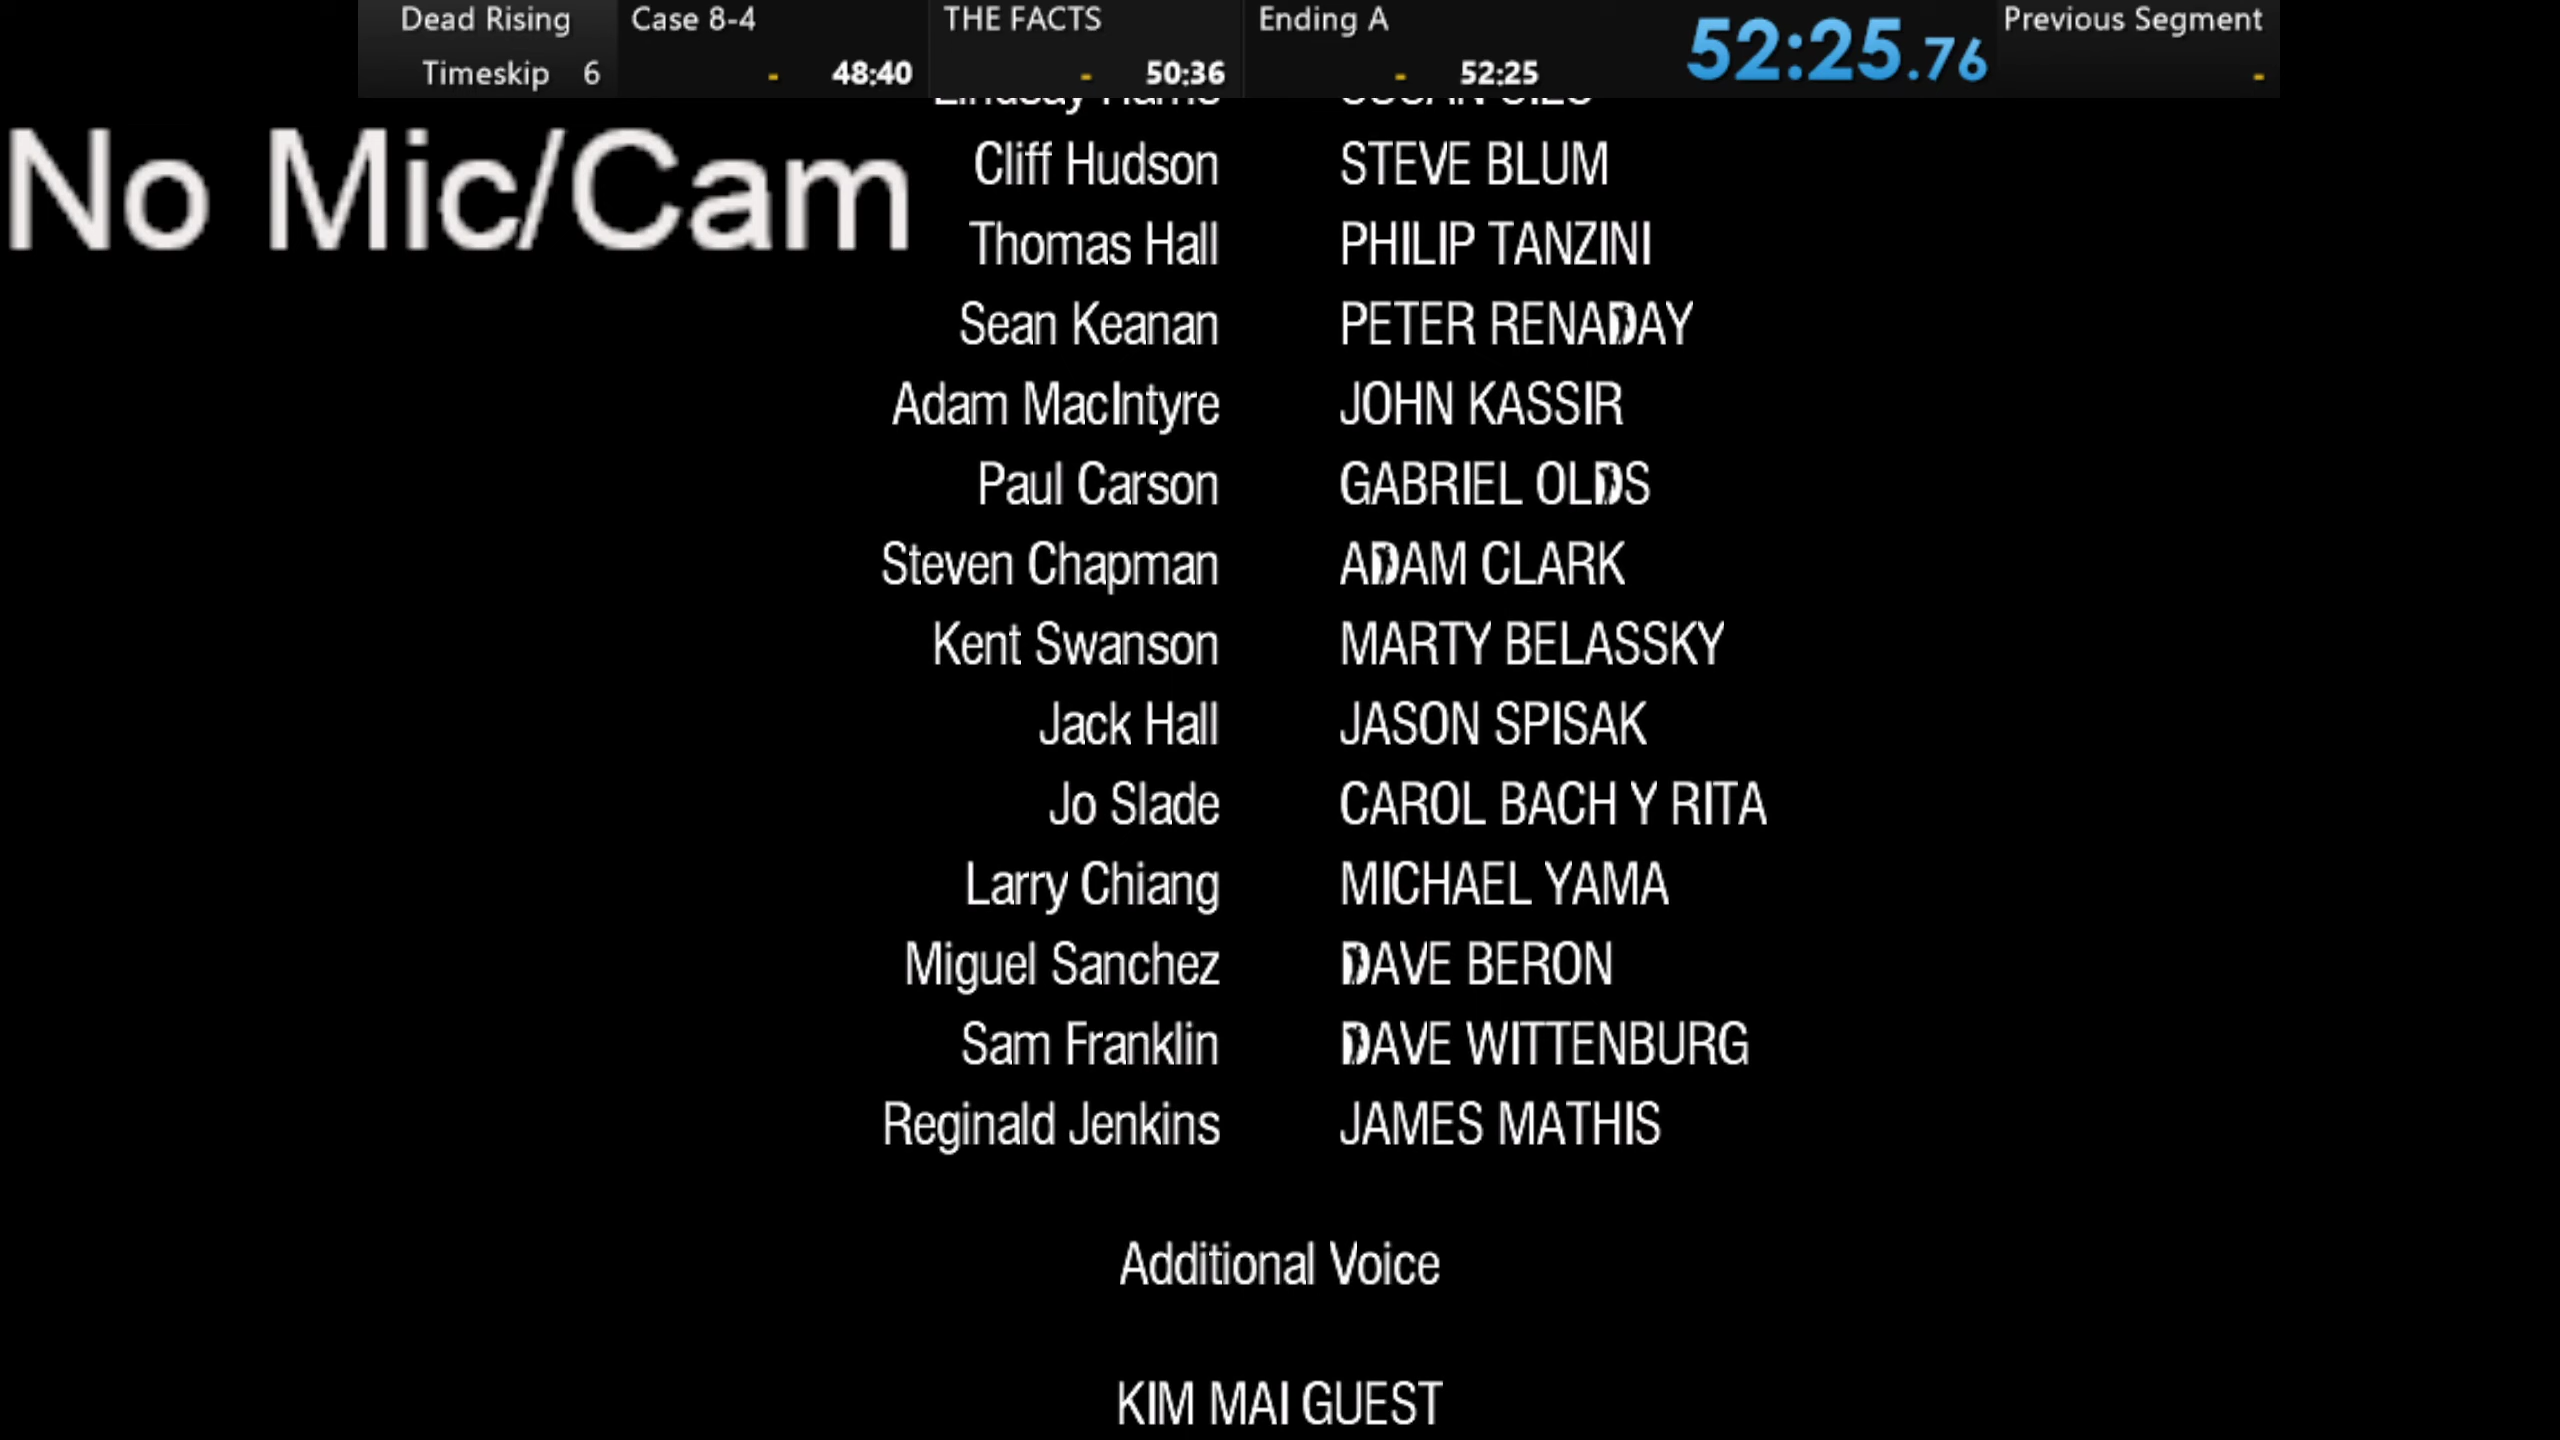 Dead Rising
Timeskip 6
Case 8-4
- 48:40
THE FACTS
- 50:36
Ending A
- 52:25
52:25.76
Previous Segment
-
No Mic/Cam
Cliff Hudson STEVE BLUM
Thomas Hall PHILIP TANZINI
Sean Keanan PETER RENADAY
Adam MacIntyre JOHN KASSIR
Paul Carson GABRIEL OLDS
Steven Chapman ADAM CLARK
Kent Swanson MARTY BELASSKY
Jack Hall JASON SPISAK
Jo Slade CAROL BACH Y RITA
Larry Chiang MICHAEL YAMA
Miguel Sanchez DAVE BERON
Sam Franklin DAVE WITTENBURG
Reginald Jenkins JAMES MATHIS
Additional Voice
KIM MAI GUEST